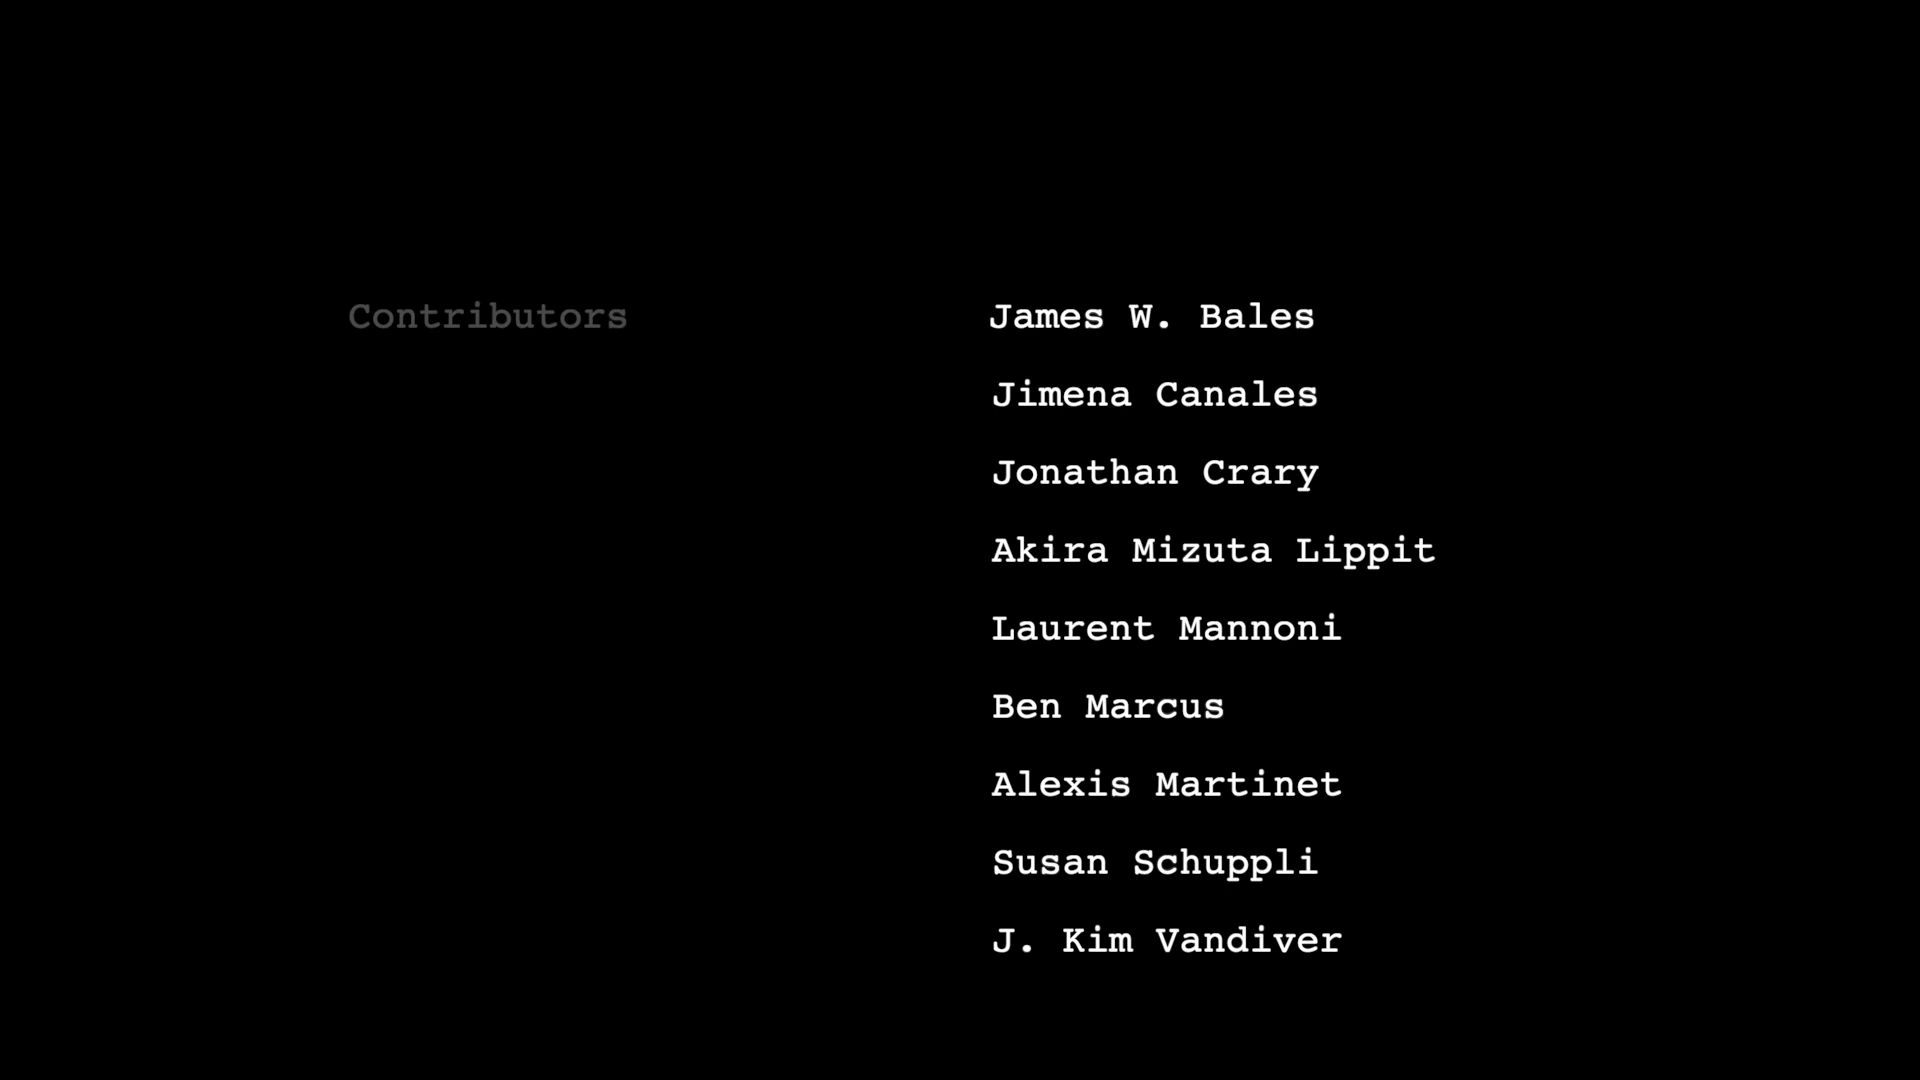 Contributors
James W. Bales
Jimena Canales
Jonathan Crary
Akira Mizuta Lippit
Laurent Mannoni
Ben Marcus
Alexis Martinet
Susan Schuppli
J. Kim Vandiver